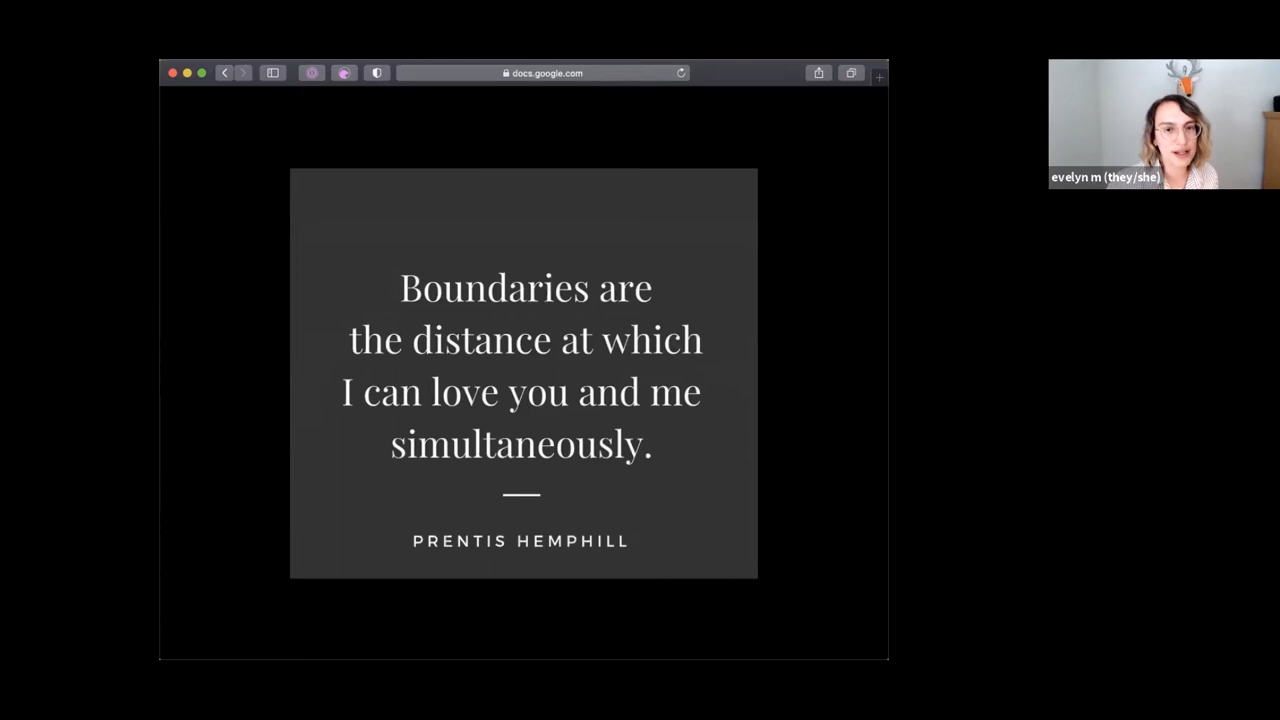 docs.google.com
Boundaries are
the distance at which
I can love you and me
simultaneously.
PRENTIS HEMPHILL
evelyn m (they/she)